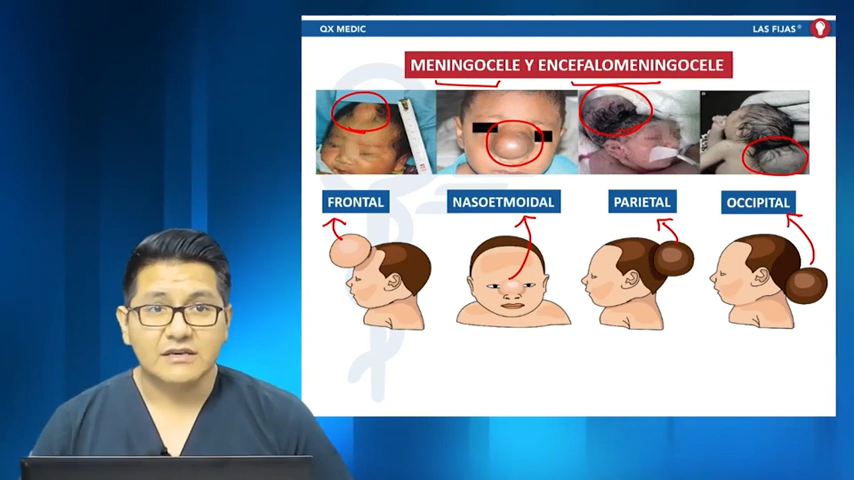 QX MEDIC
LAS FIJAS®
MENINGOCELE Y ENCEFALOMENINGOCELE
FRONTAL
NASOETMOIDAL
PARIETAL
OCCIPITAL